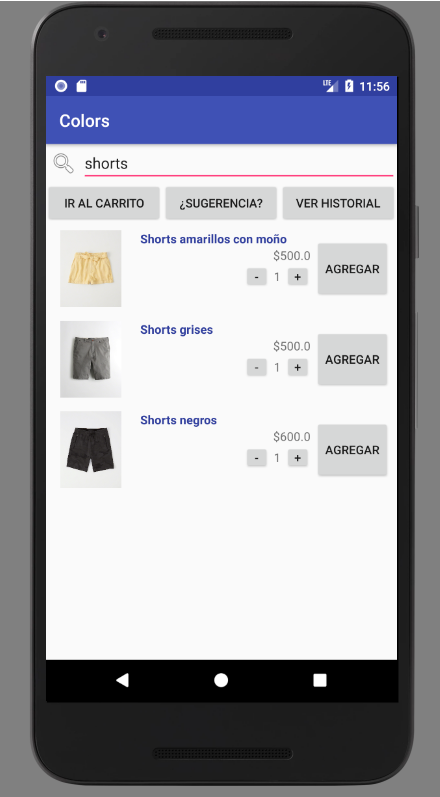 LTE 11:56
Colors
shorts
IR AL CARRITO ¿SUGERENCIA? VER HISTORIAL
Shorts amarillos con moño
$500.0
- 1 + AGREGAR
Shorts grises
$500.0
- 1 + AGREGAR
Shorts negros
$600.0
- 1 + AGREGAR